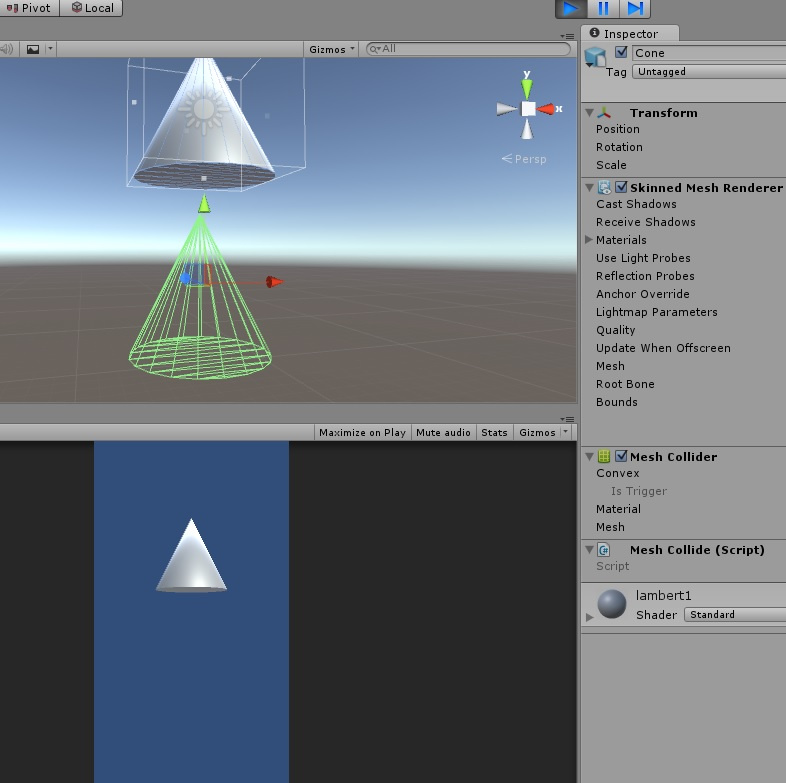 Pivot Local
Inspector
Gizmos All
Cone
Tag Untagged
y
x
Persp
Transform
Position
Rotation
Scale
Skinned Mesh Renderer
Cast Shadows
Receive Shadows
Materials
Use Light Probes
Reflection Probes
Anchor Override
Lightmap Parameters
Quality
Update When Offscreen
Mesh
Root Bone
Bounds
Maximize on Play Mute audio Stats Gizmos
Mesh Collider
Convex
Is Trigger
Material
Mesh
Mesh Collide (Script)
Script
lambert1
Shader Standard